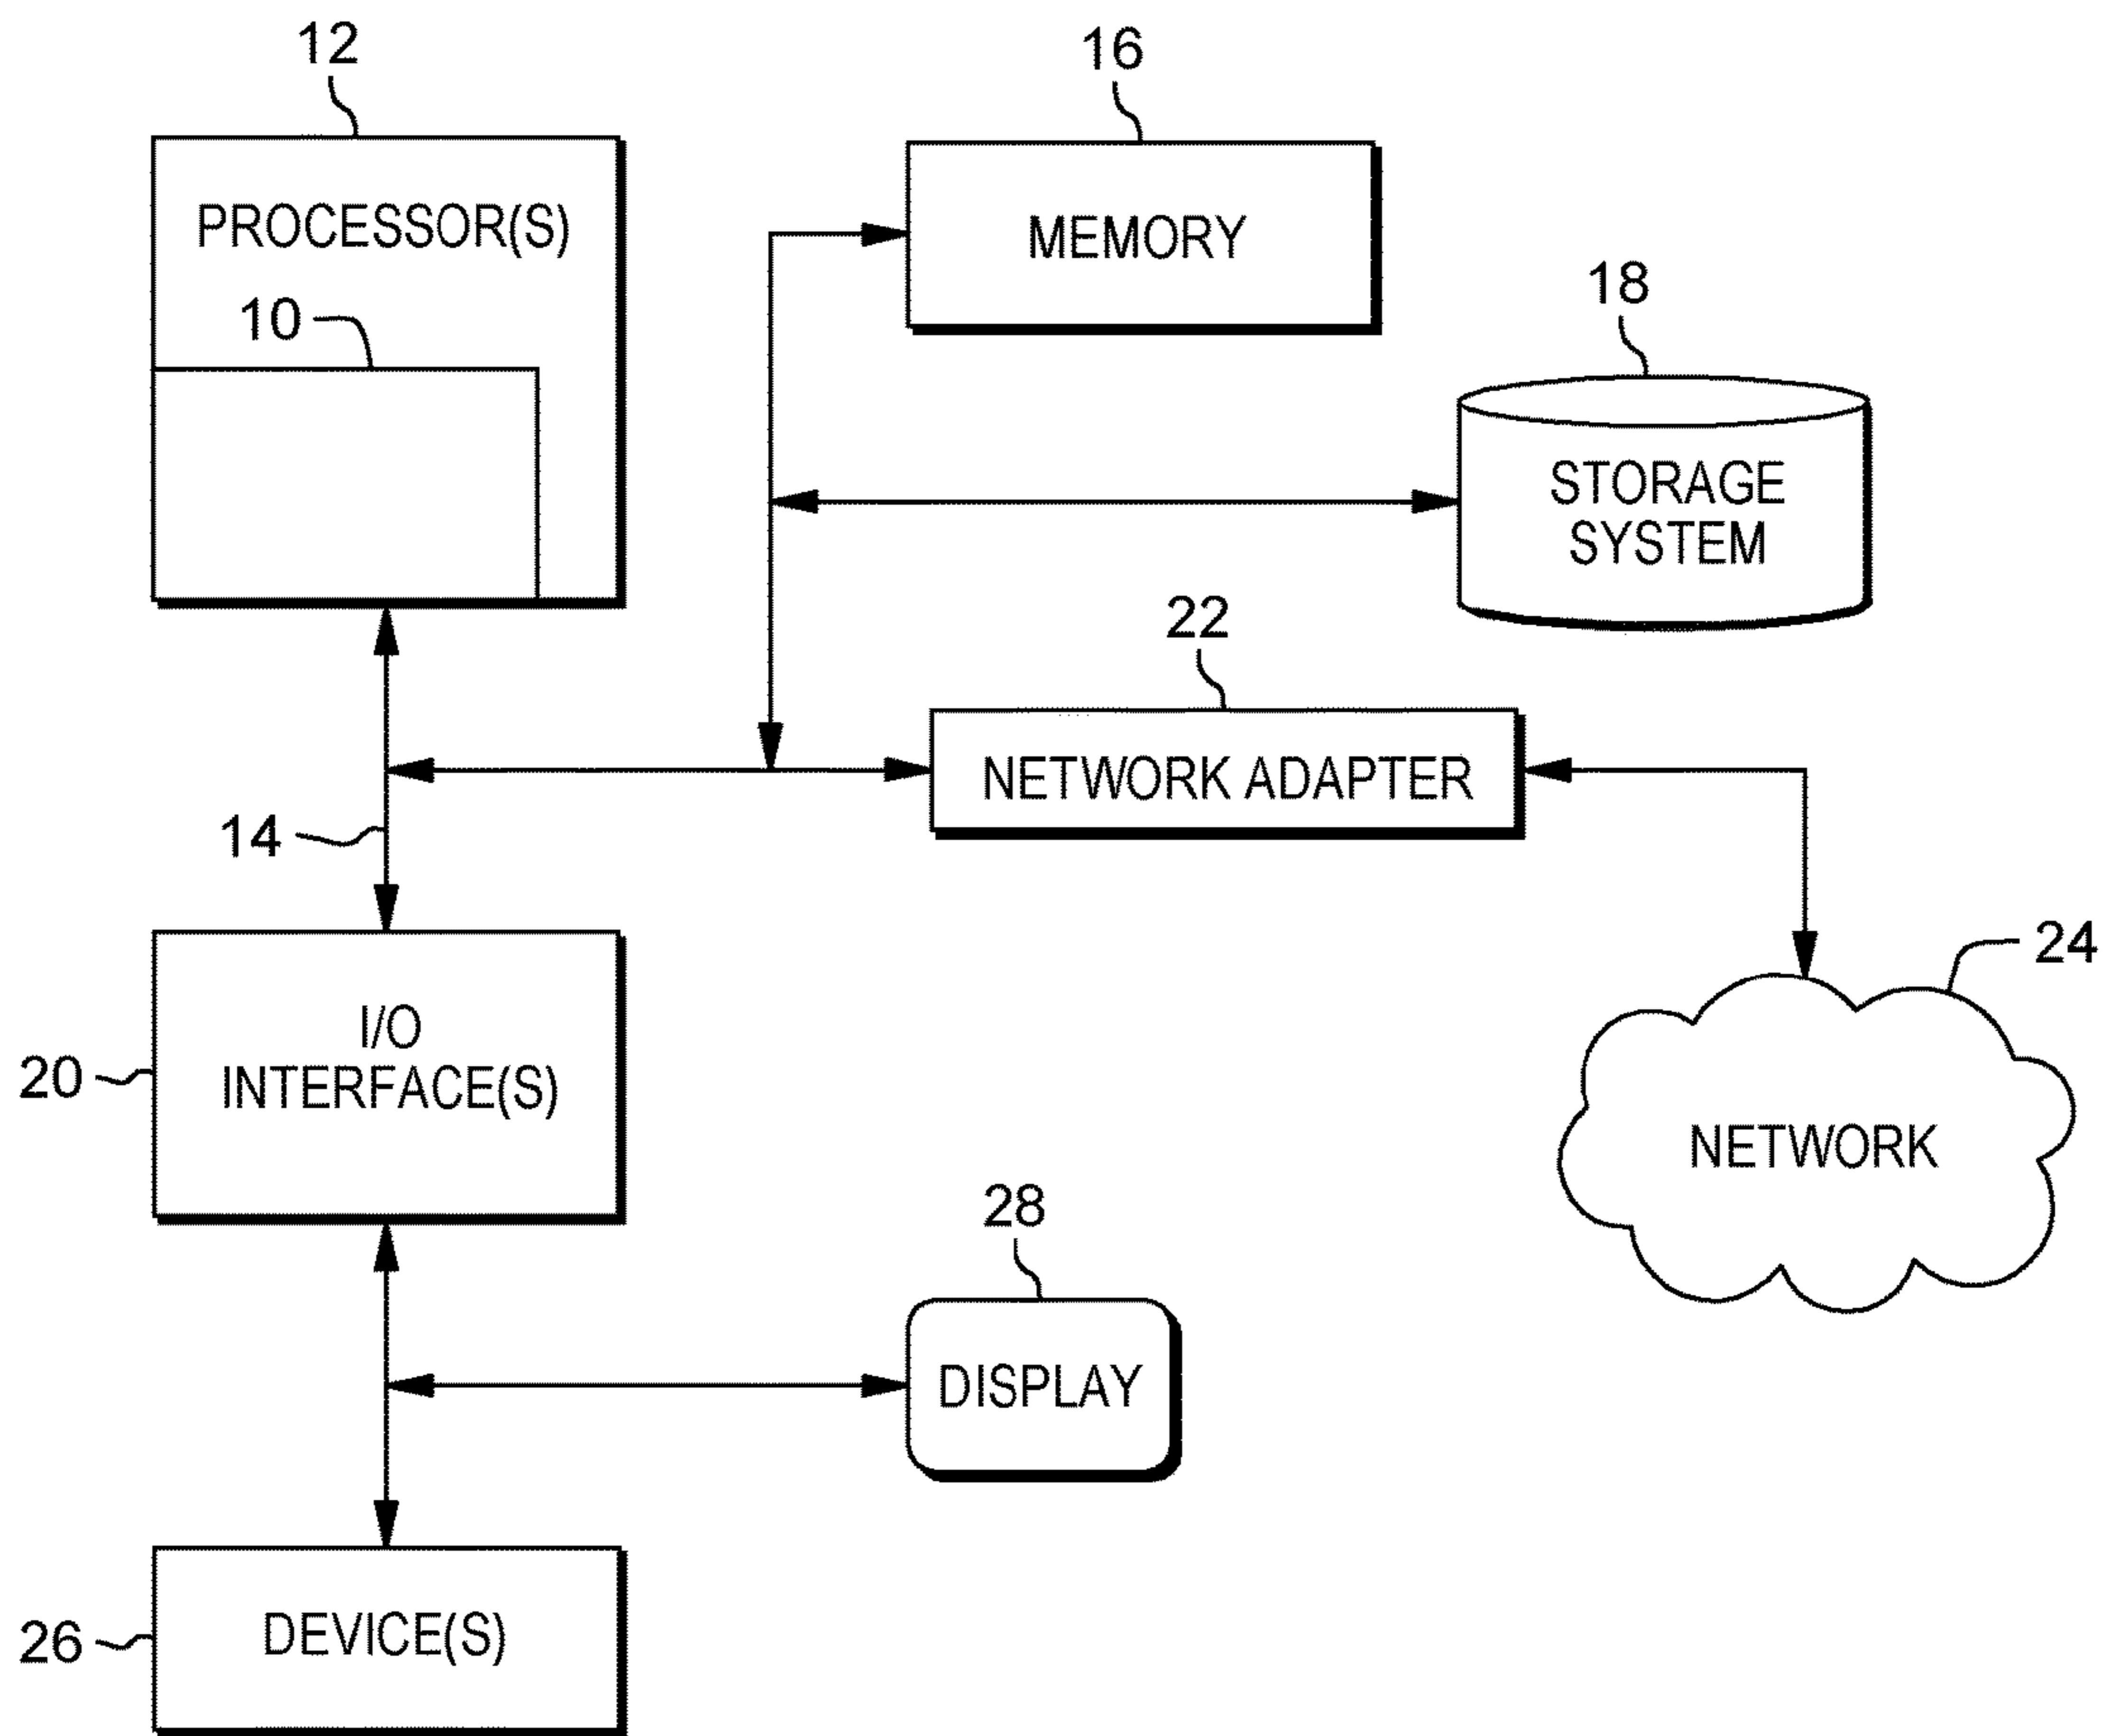 12
16
PROCESSOR(S)
MEMORY
10
18
STORAGE
SYSTEM
22
NETWORK ADAPTER
14
24
I/O
INTERFACE(S)
20
NETWORK
28
DISPLAY
DEVICE(S)
26